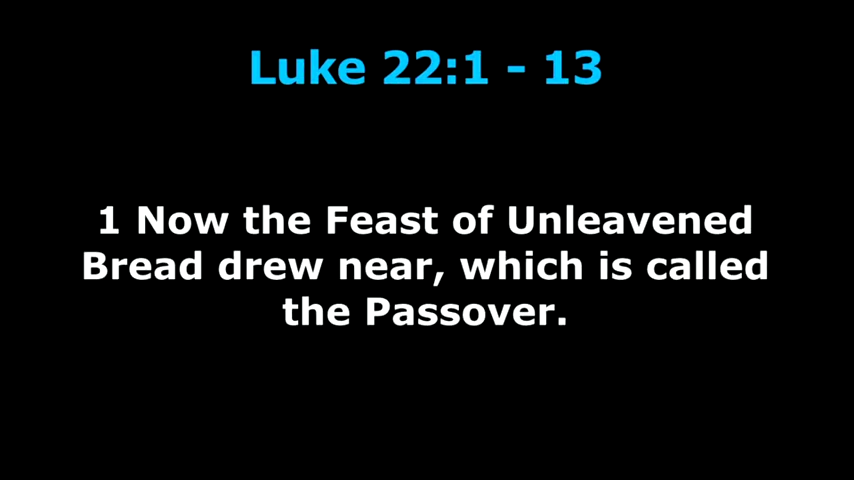 Luke 22:1 - 13
1 Now the Feast of Unleavened
Bread drew near, which is called
the Passover.